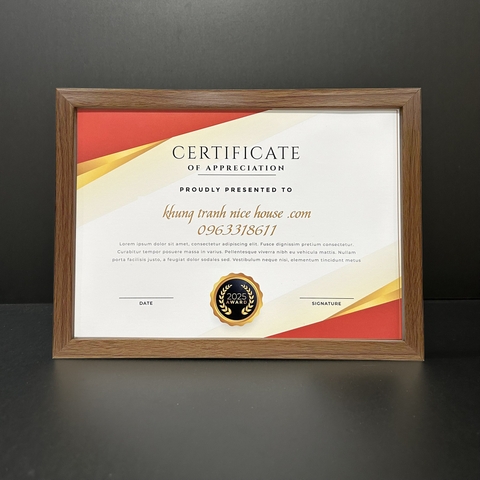 CERTIFICATE
OF APPRECIATION
PROUDLY PRESENTED TO
khung tranh nice house .com
0963318611
Lorem ipsum dolor sit amet, consectetur adipiscing elit. Fusce dignissim pretium consectetur.
Curabitur tempor posuere massa in varius. Pellentesque viverra nibh eu vehicula mattis. Nullam
porta facilisis justo, a feugiat dolor sodales sed. Vestibulum neque nisi, elementum tincidunt metus
2025
AWARD
DATE
SIGNATURE